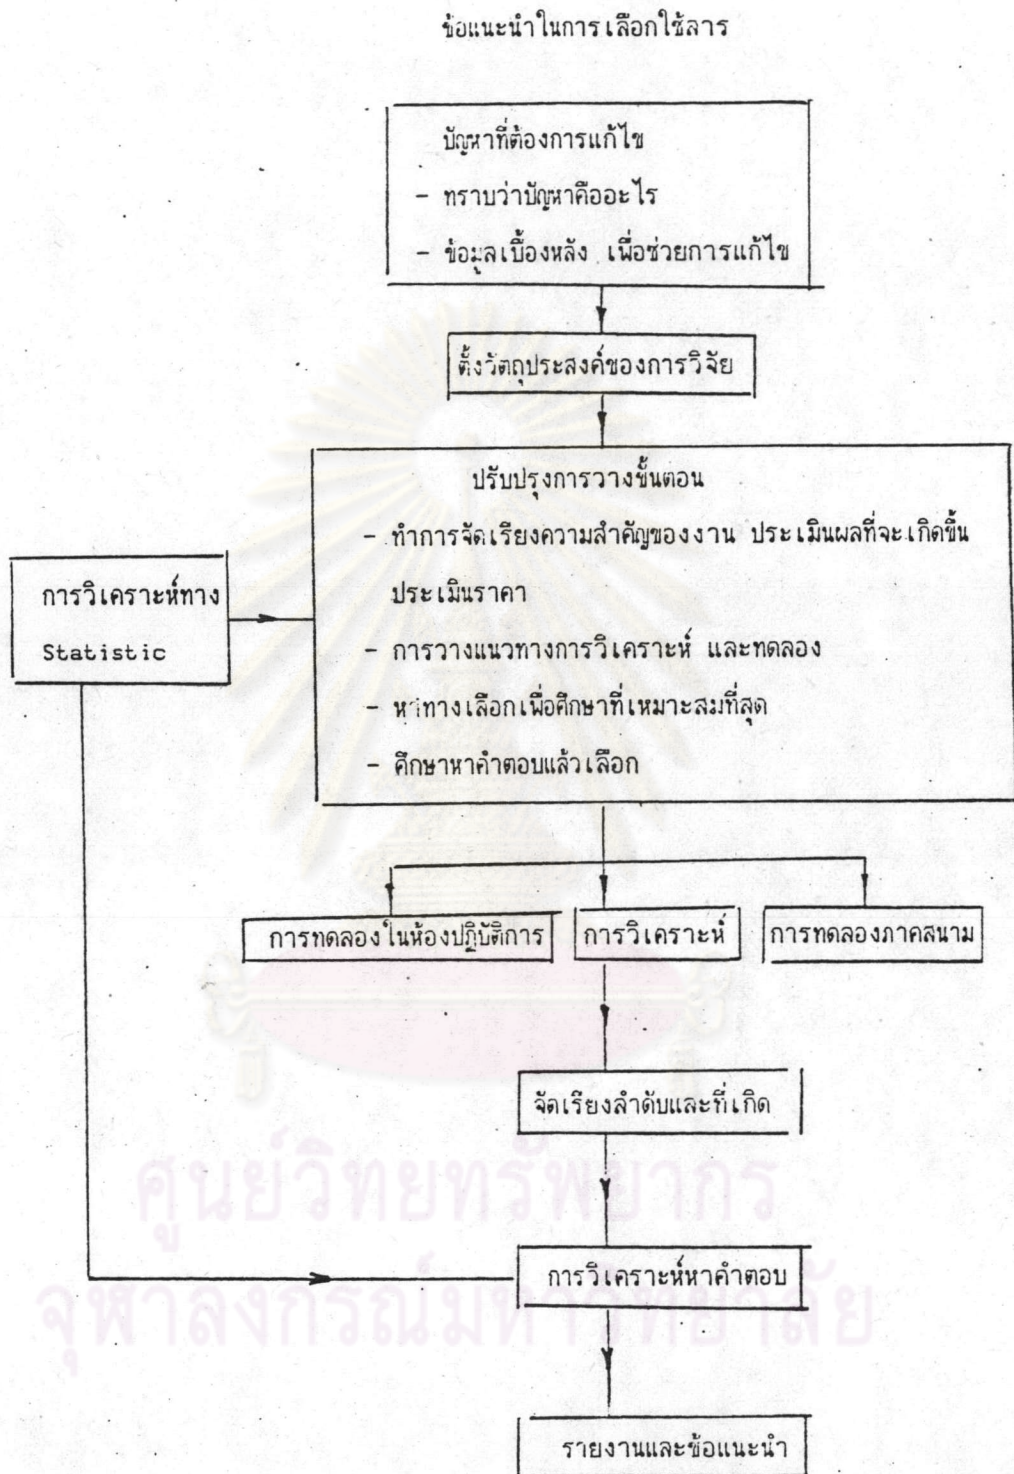 ข้อแนะนำในการเลือกใช้สาร
ปัญหาที่ต้องการแก้ไข
- ทราบว่าปัญหาคืออะไร
- ข้อมูลเบื้องหลัง เพื่อช่วยการแก้ไข
ตั้งวัตถุประสงค์ของการวิจัย
ปรับปรุงการวางขั้นตอน
- ทำการจัดเรียงความสำคัญของงาน ประเมินผลที่จะเกิดขึ้น
ประเมินราคา
- การวางแนวทางการวิเคราะห์ และทดลอง
- หาทางเลือกเพื่อศึกษาที่เหมาะสมที่สุด
- ศึกษาหาคำตอบแล้วเลือก
การวิเคราะห์ทาง
Statistic
การทดลองในห้องปฏิบัติการ
การวิเคราะห์
การทดลองภาคสนาม
จัดเรียงลำดับและที่เกิด
การวิเคราะห์หาคำตอบ
รายงานและข้อแนะนำ
ศูนย์วิทยทรัพยากร
จุฬาลงกรณ์มหาวิทยาลัย